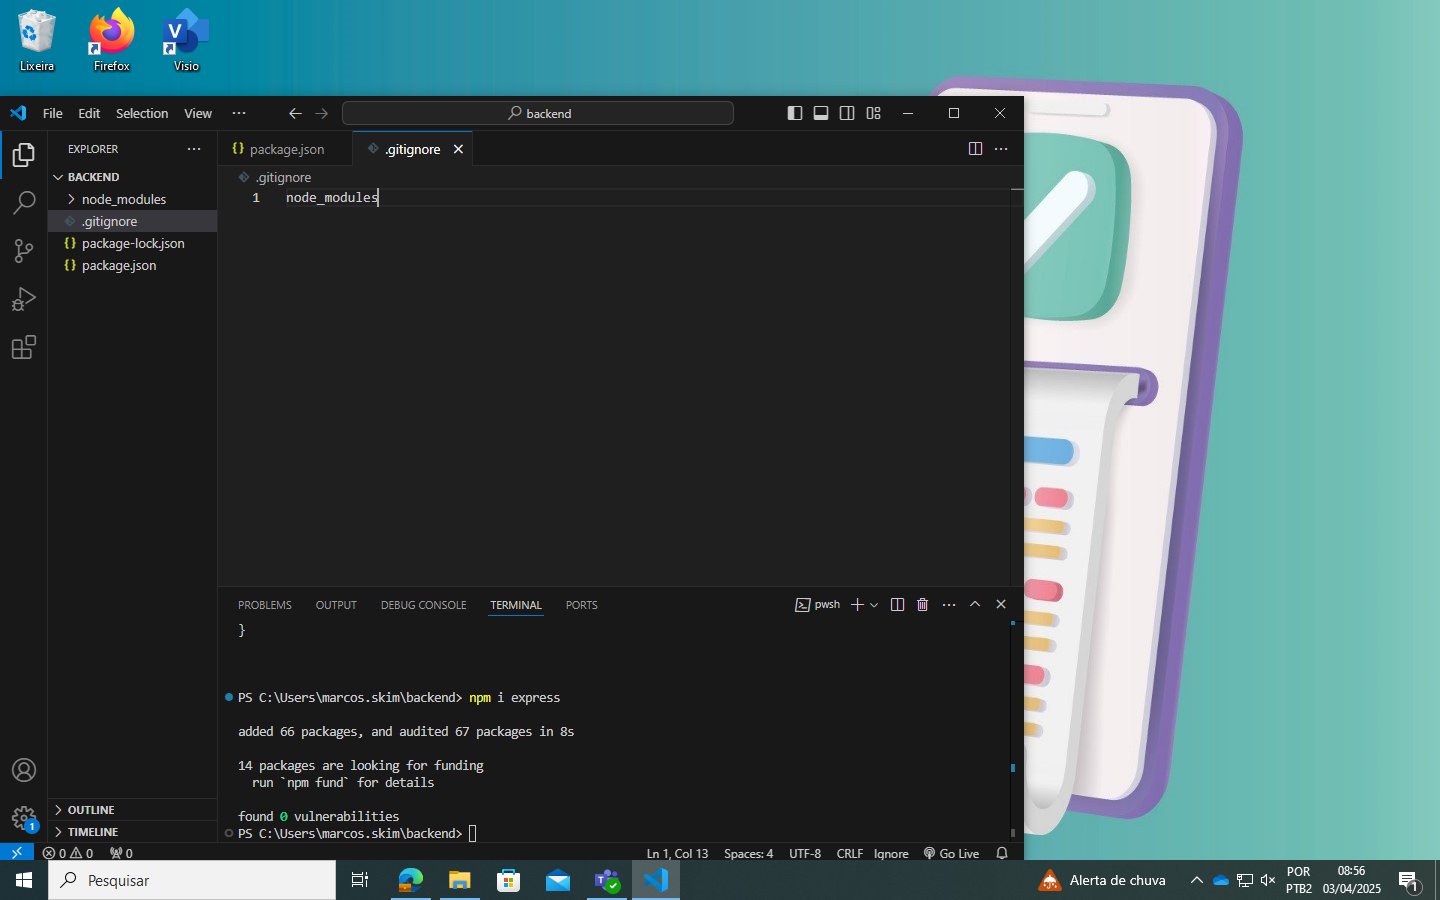 Lixeira
Firefox
Visio
File Edit Selection View ···
backend
EXPLORER
BACKEND
node_modules
.gitignore
package-lock.json
package.json
OUTLINE
TIMELINE
package.json
.gitignore
.gitignore
1 node_modules
PROBLEMS OUTPUT DEBUG CONSOLE TERMINAL PORTS
pwsh
}
PS C:\Users\marcos.skim\backend> npm i express
added 66 packages, and audited 67 packages in 8s
14 packages are looking for funding
run `npm fund` for details
found 0 vulnerabilities
PS C:\Users\marcos.skim\backend>
1
0 0 0
Ln 1, Col 13 Spaces: 4 UTF-8 CRLF Ignore Go Live
Pesquisar
Alerta de chuva
POR
PTB2
08:56
03/04/2025
1